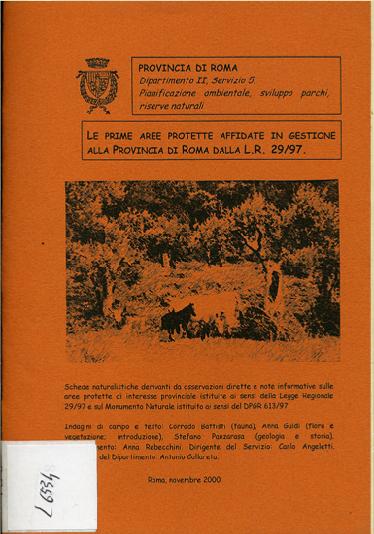 PROVINCIA DI ROMA
Dipartimento II, Servizio 5
Pianificazione ambientale, sviluppo parchi,
riserve naturali
LE PRIME AREE PROTETTE AFFIDATE IN GESTIONE
ALLA PROVINCIA DI ROMA DALLA L.R. 29/97.
Schede naturalistiche derivanti da osservazioni dirette e note informative sulle
aree protette di interesse provinciale istituite ai sensi della Legge Regionale
29/97 e sul Monumento Naturale istituito ai sensi del DPGR 613/97
Indagini di campo e testo: Corrado Battisti (fauna), Anna Guidi (flora e
vegetazione; introduzione), Stefano Panzarasa (geologia e storia).
mento: Anna Rebecchini. Dirigente del Servizio: Carlo Angeletti.
del Dipartimento: Antonio
Roma, novembre 2000